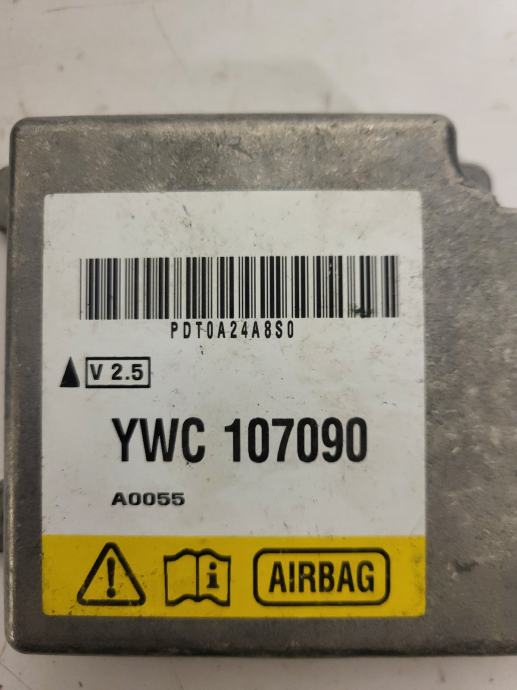 PDT0A24A8S0
V 2.5
YWC 107090
A0055
i AIRBAG